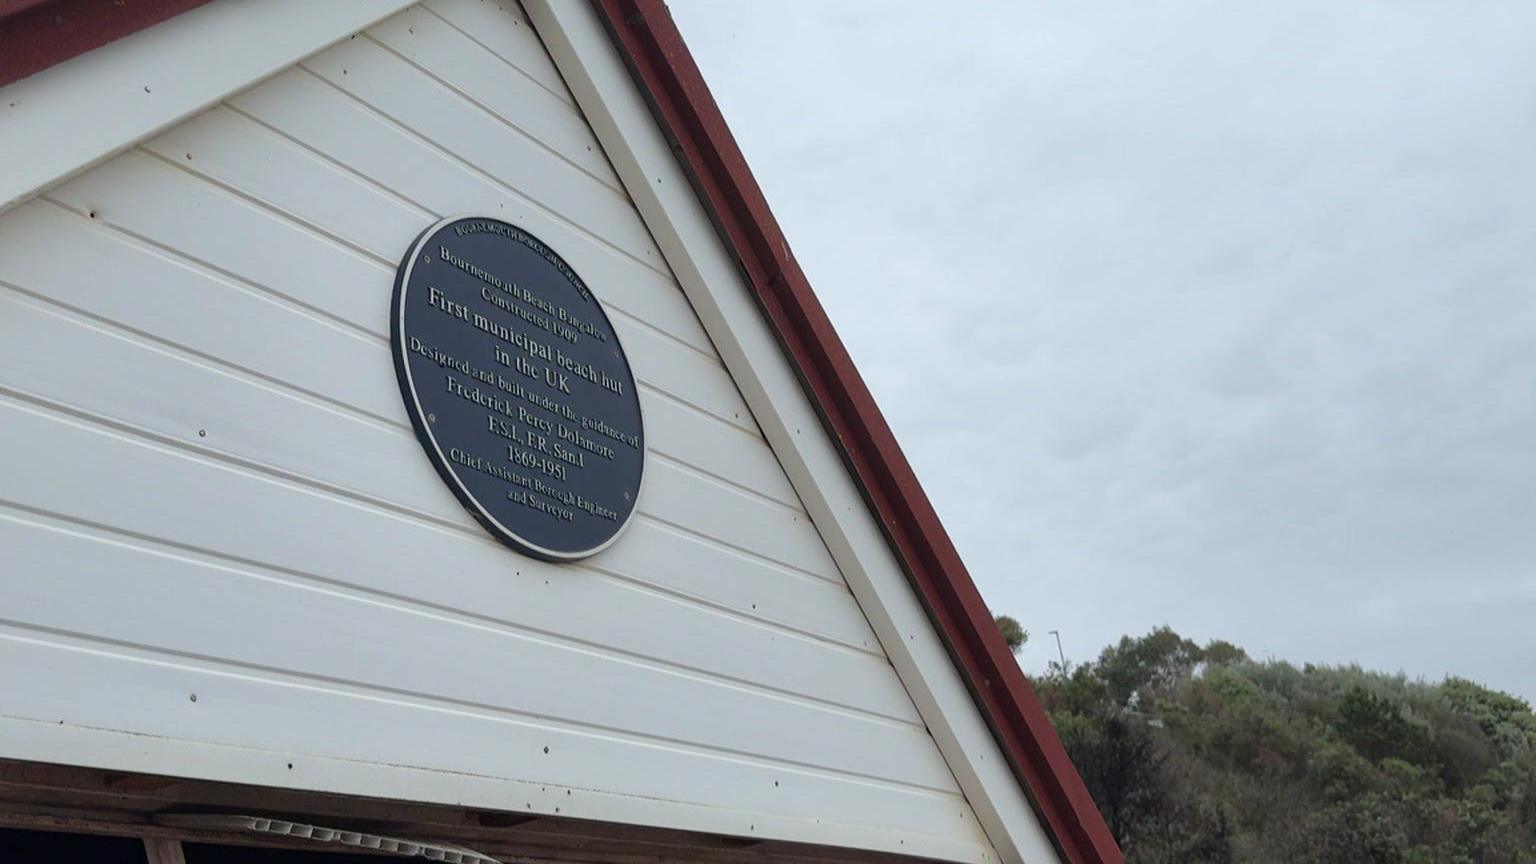 BOURNEMOUTH BOROUGH COUNCIL
Bournemouth Beach Bungalow
Constructed 1909
First municipal beach hut
in the UK
Designed and built under the guidance of
Frederick Percy Dolamore
F.S.I., F.R. San.I
1869-1951
Chief Assistant Borough Engineer
and Surveyor